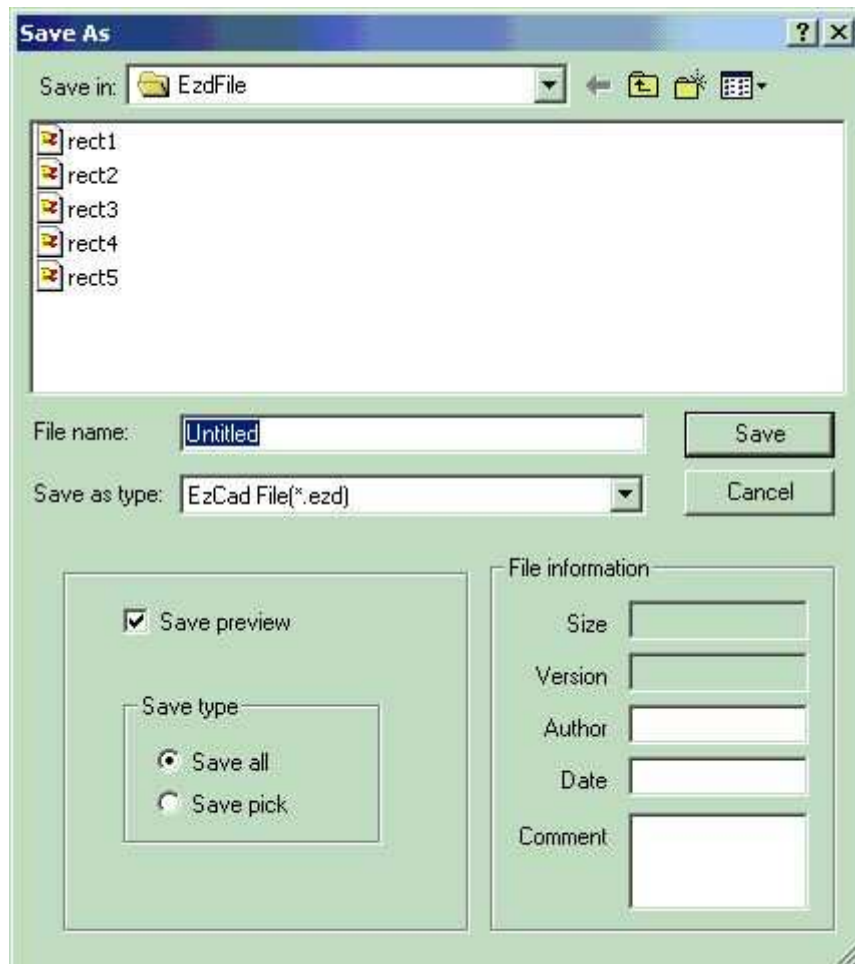 Save As
Save in: EzdFile
rect1
rect2
rect3
rect4
rect5
File name: Untitled Save
Save as type: EzCad File(*.ezd) Cancel
File information
Save preview
Size
Version
Save type
Author
Save all
Date
Save pick
Comment